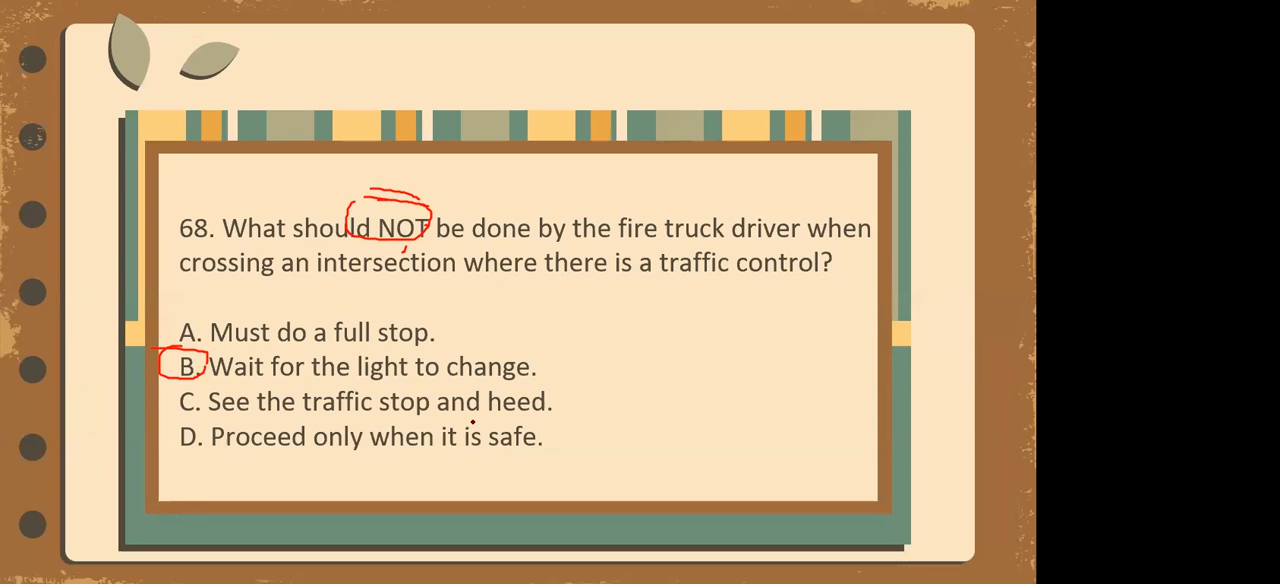 68. What should NOT be done by the fire truck driver when
crossing an intersection where there is a traffic control?
A. Must do a full stop.
B. Wait for the light to change.
C. See the traffic stop and heed.
D. Proceed only when it is safe.